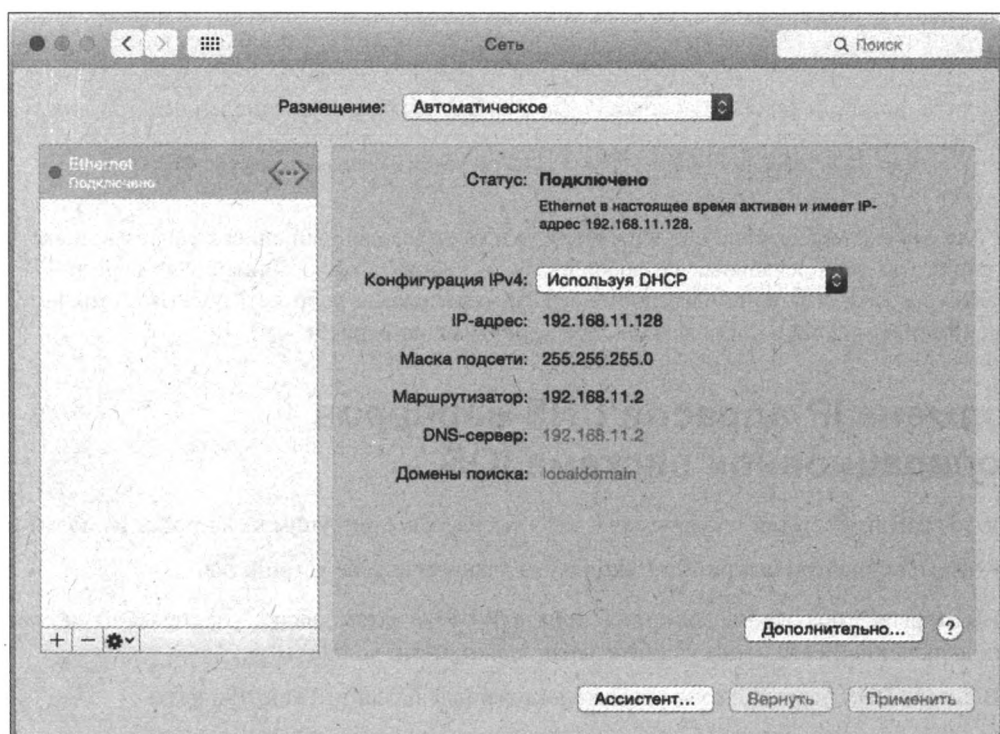 Сеть
Поиск
Размещение: Автоматическое
Ethernet
Подключено
Статус: Подключено
Ethernet в настоящее время активен и имеет IP-
адрес 192.168.11.128.
Конфигурация IPv4: Используя DHCP
IP-адрес: 192.168.11.128
Маска подсети: 255.255.255.0
Маршрутизатор: 192.168.11.2
DNS-сервер: 192.168.11.2
Домены поиска: localdomain
Дополнительно... ?
Ассистент... Вернуть Применить